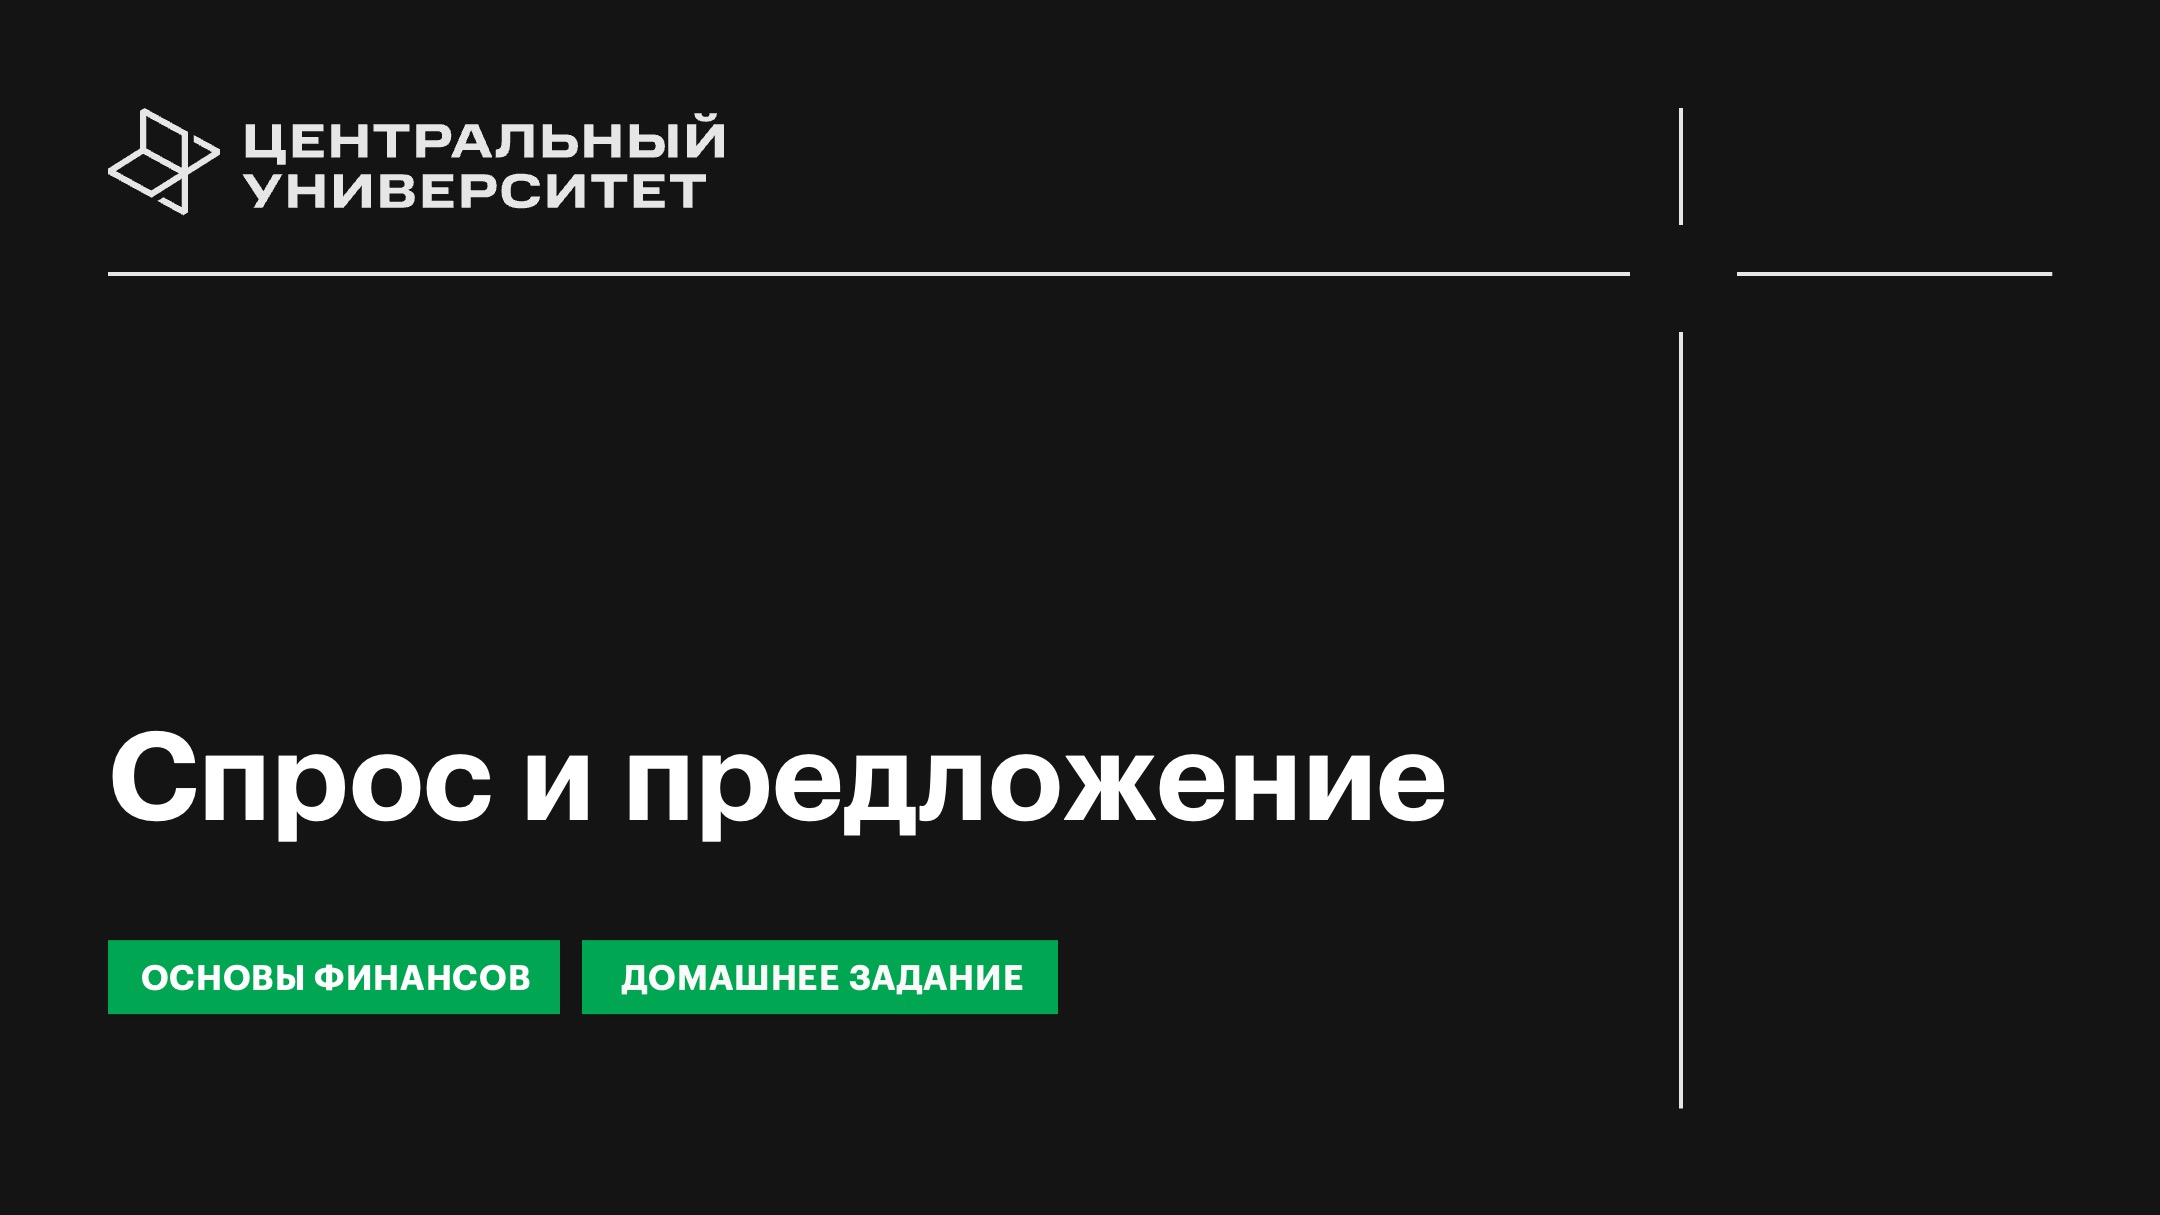 ЦЕНТРАЛЬНЫЙ
УНИВЕРСИТЕТ
Спрос и предложение
ОСНОВЫ ФИНАНСОВ
ДОМАШНЕЕ ЗАДАНИЕ